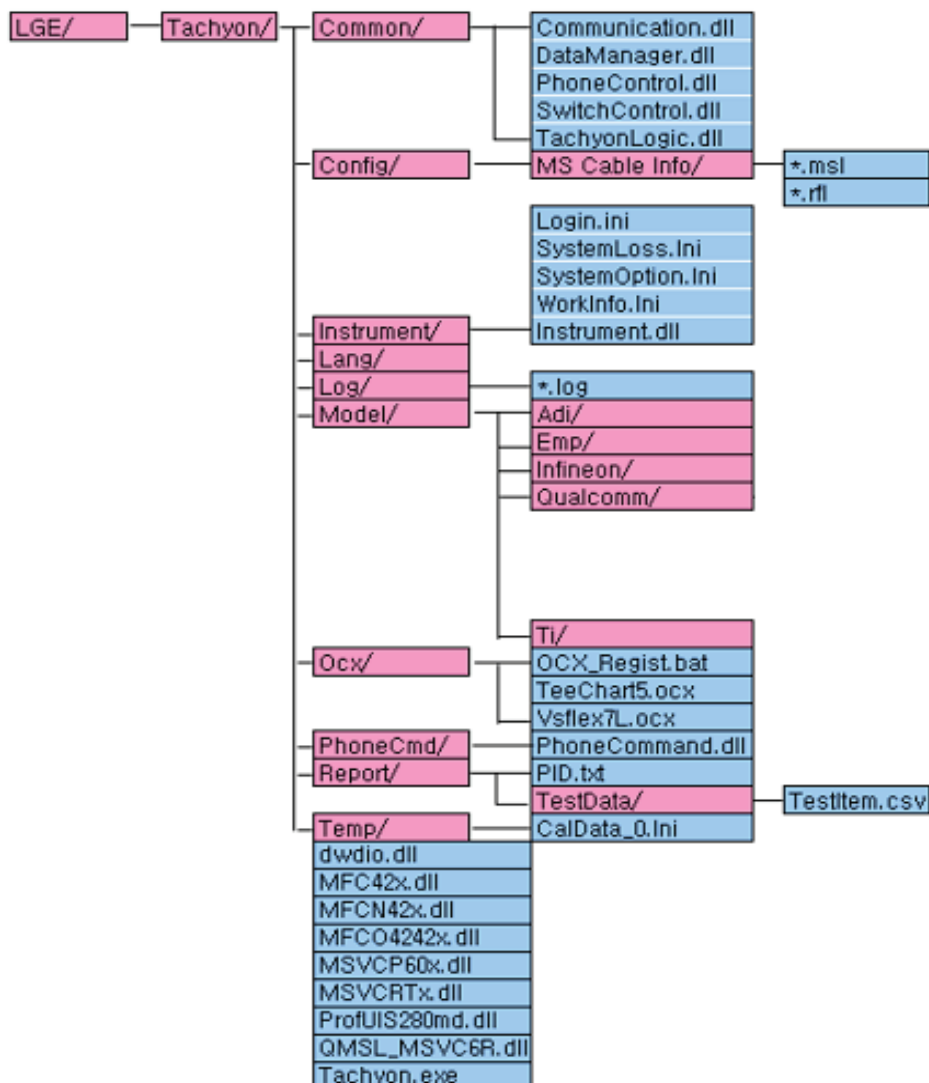 LGE/ Tachyon/ Common/ Communication.dll
DataManager.dll
PhoneControl.dll
SwitchControl.dll
TachyonLogic.dll
Config/ MS Cable Info/ *.msl
*.rfl
Login.ini
SystemLoss.Ini
SystemOption.Ini
WorkInfo.Ini
Instrument/ Instrument.dll
Lang/
Log/ *.log
Model/ Adi/
Emp/
Infineon/
Qualcomm/
Ti/
Ocx/ OCX_Regist.bat
TeeChart5.ocx
Vsflex7L.ocx
PhoneCmd/ PhoneCommand.dll
Report/ PID.txt
TestData/ TestItem.csv
Temp/ CalData_0.Ini
dwdio.dll
MFC42x.dll
MFCN42x.dll
MFCO4242x.dll
MSVCP60x.dll
MSVCRTx.dll
ProfUIS280md.dll
QMSL_MSVC6R.dll
Tachyon.exe